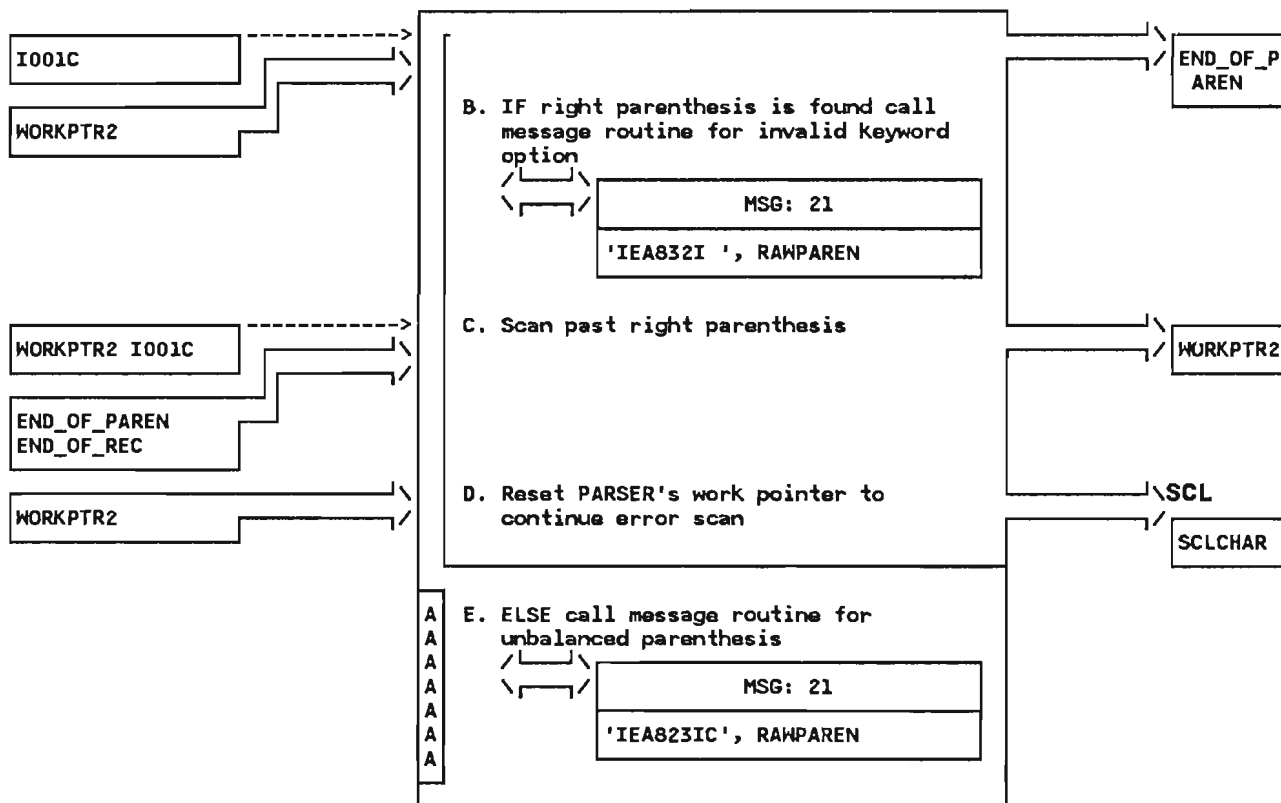 I001C
WORKPTR2
END_OF_P
AREN
B. IF right parenthesis is found call
message routine for invalid keyword
option
MSG: 21
'IEA832I ', RAWPAREN
WORKPTR2 I001C
END_OF_PAREN
END_OF_REC
C. Scan past right parenthesis
WORKPTR2
WORKPTR2
D. Reset PARSER's work pointer to
continue error scan
SCL
SCLCHAR
A
A
A
A
A
A
A
E. ELSE call message routine for
unbalanced parenthesis
MSG: 21
'IEA823IC', RAWPAREN